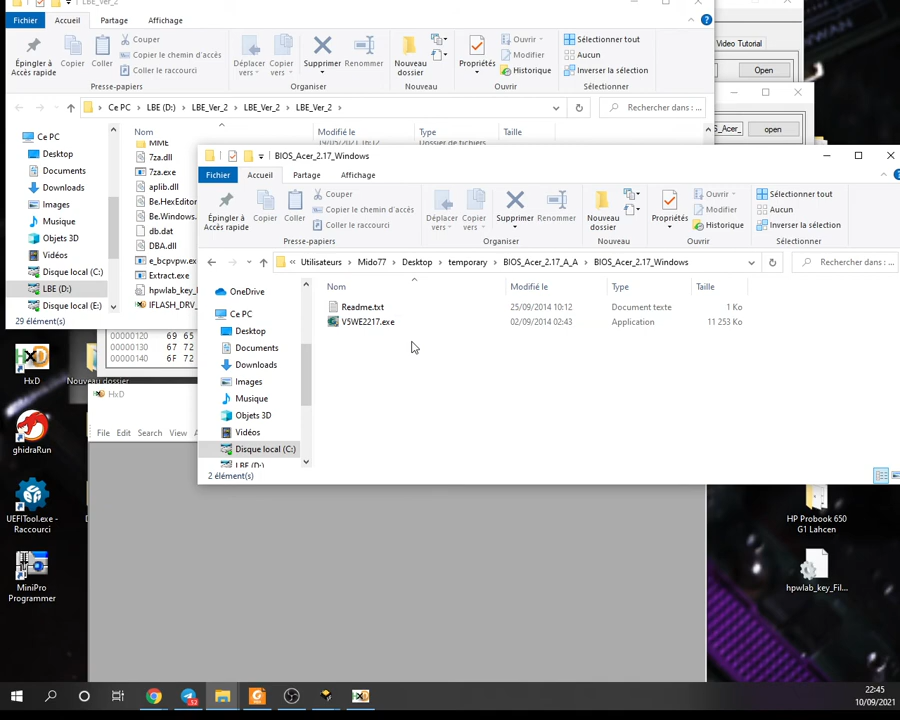 LBE_Ver_2
Fichier Accueil Partage Affichage
Épingler à Accès rapide
Copier
Coller
Couper
Copier le chemin d'accès
Coller le raccourci
Déplacer vers
Copier vers
Supprimer
Renommer
Nouveau dossier
Propriétés
Ouvrir
Modifier
Historique
Sélectionner tout
Aucun
Inverser la sélection
Presse-papiers Organiser Nouveau Ouvrir Sélectionner
Ce PC > LBE (D:) > LBE_Ver_2 > LBE_Ver_2 > LBE_Ver_2 >
Rechercher dans : ...
Nom Modifié le Type Taille
Ce PC
Desktop
Documents
Downloads
Images
Musique
Objets 3D
Vidéos
Disque local (C:)
LBE (D:)
Disque local (E:)
MME
7za.dll
7za.exe
aplib.dll
Be.HexEditor
Be.Windows.
db.dat
DBA.dll
e_bcpvpw.ex
Extract.exe
hpwlab_key_
IFLASH_DRV_
29 élément(s)
Video Tutorial
Open
S_Acer_
open
BIOS_Acer_2.17_Windows
Fichier Accueil Partage Affichage
Épingler à Accès rapide
Copier
Coller
Couper
Copier le chemin d'accès
Coller le raccourci
Déplacer vers
Copier vers
Supprimer
Renommer
Nouveau dossier
Propriétés
Ouvrir
Modifier
Historique
Sélectionner tout
Aucun
Inverser la sélection
Presse-papiers Organiser Nouveau Ouvrir Sélectionner
« Utilisateurs > Mido77 > Desktop > temporary > BIOS_Acer_2.17_A_A > BIOS_Acer_2.17_Windows
Rechercher dans : ...
Nom Modifié le Type Taille
OneDrive
Ce PC
Desktop
Documents
Downloads
Images
Musique
Objets 3D
Vidéos
Disque local (C:)
LBE (D:)
Readme.txt 25/09/2014 10:12 Document texte 1 Ko
V5WE2217.exe 02/09/2014 02:43 Application 11 253 Ko
2 élément(s)
00000120 69 65
00000130 67 72
00000140 6F 72
HxD
File Edit Search View
HxD
Nouveau dossier
ghidraRun
UEFITool.exe - Raccourci
MiniPro Programmer
HP Probook 650 G1 Lahcen
hpwlab_key_Fil...
22:45
10/09/2021